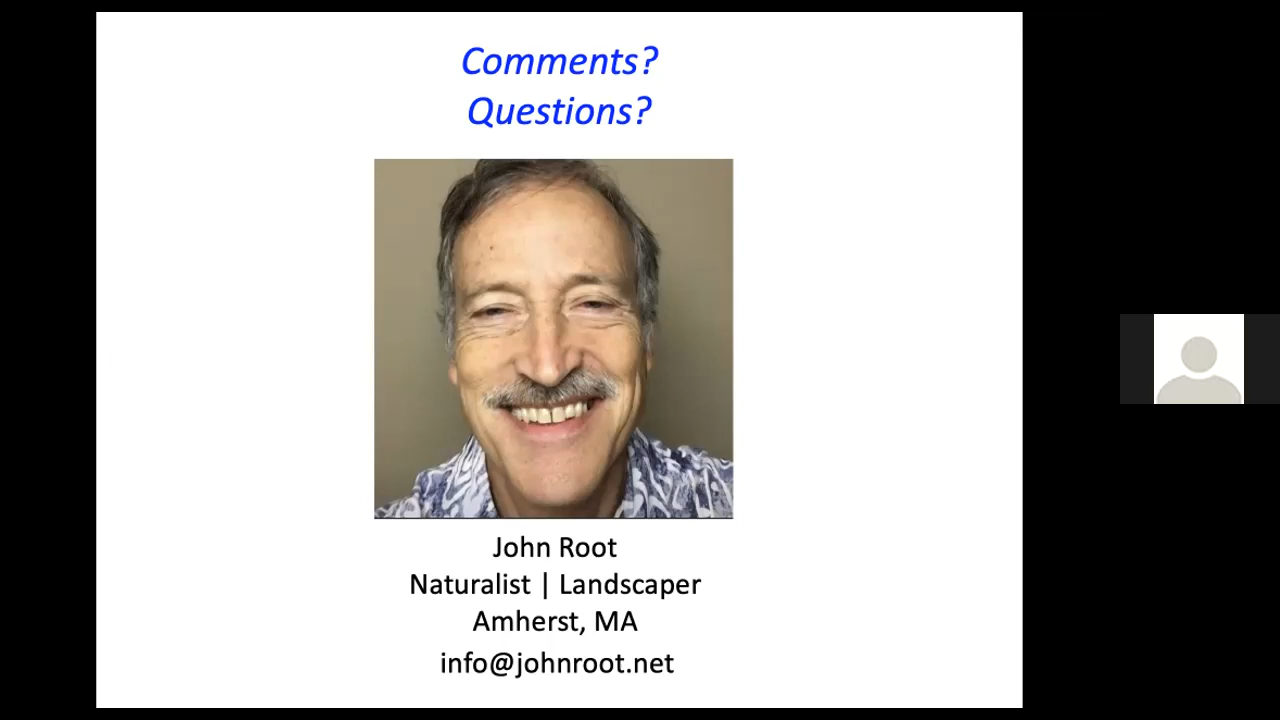 Comments?
Questions?
John Root
Naturalist | Landscaper
Amherst, MA
info@johnroot.net